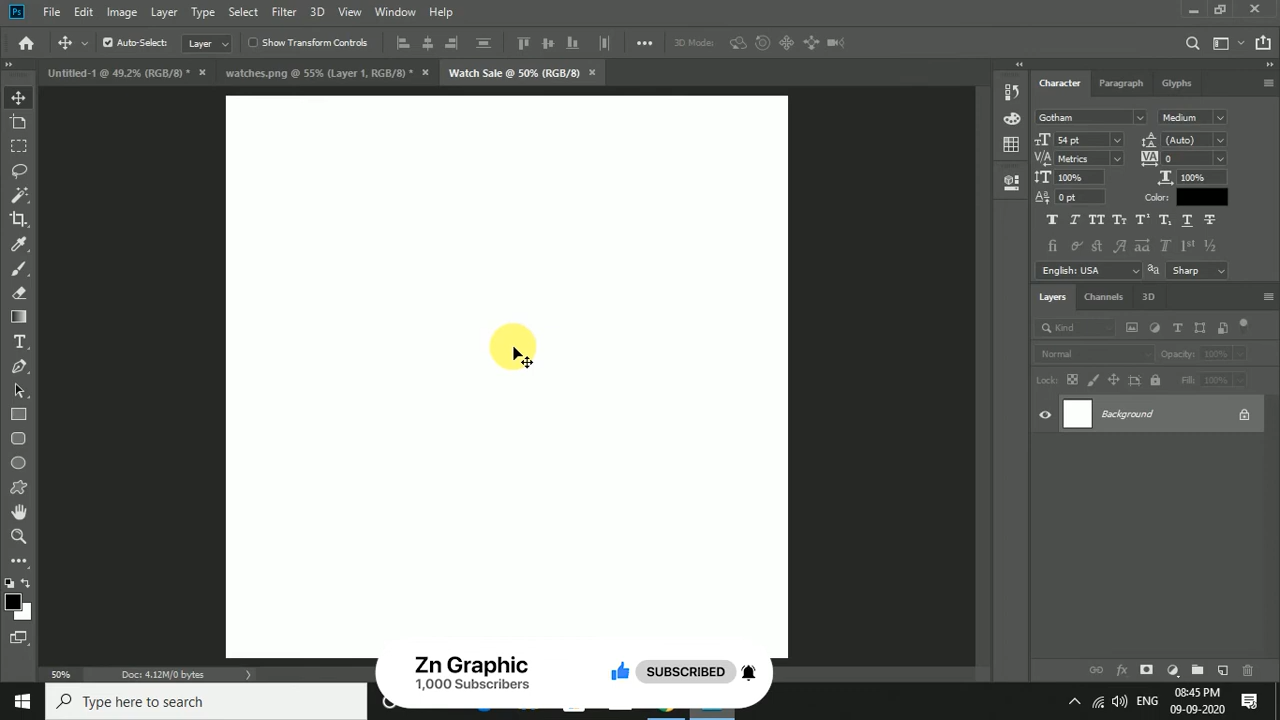 Ps File Edit Image Layer Type Select Filter 3D View Window Help
Auto-Select: Layer Show Transform Controls 3D Mode:
Untitled-1 @ 49.2% (RGB/8) * watches.png @ 55% (Layer 1, RGB/8) * Watch Sale @ 50% (RGB/8)
Character Paragraph Glyphs
Gotham Medium
54 pt (Auto)
Metrics 0
100% 100%
0 pt Color:
English: USA Sharp
Layers Channels 3D
Kind
Normal Opacity: 100%
Lock: Fill: 100%
Background
50% Doc: 4.12M/0 bytes
Zn Graphic
1,000 Subscribers
SUBSCRIBED
Type here to search
ENG
08:45 PM
09-09-2020